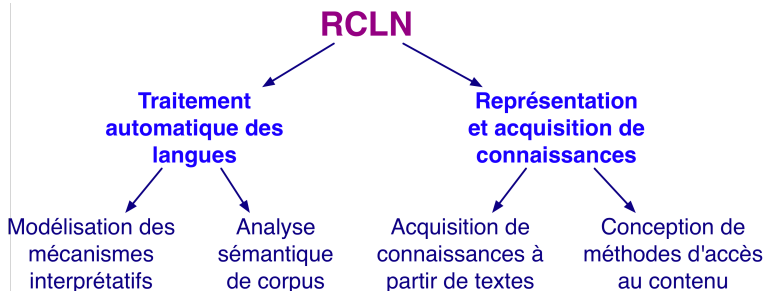 RCLN
Traitement
automatique des
langues
Représentation
et acquisition de
connaissances
Modélisation des
mécanismes
interprétatifs
Analyse
sémantique
de corpus
Acquisition de
connaissances à
partir de textes
Conception de
méthodes d'accès
au contenu